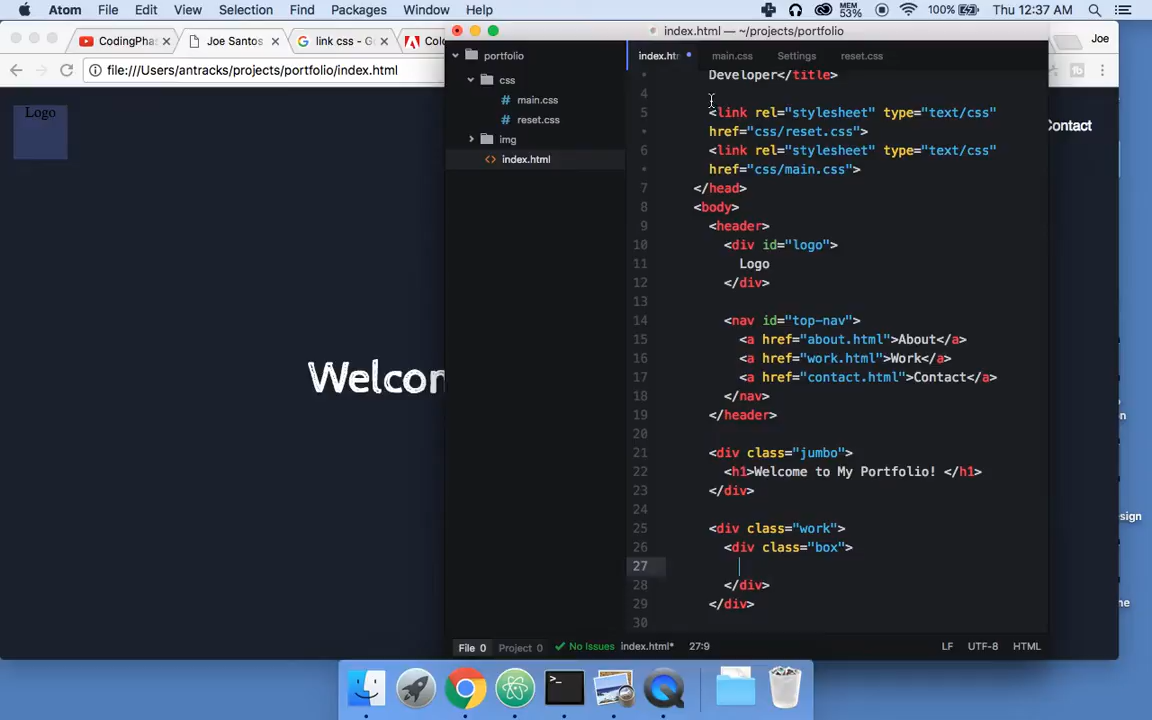 Atom File Edit View Selection Find Packages Window Help 53% 100% Thu 12:37 AM
index.html — ~/projects/portfolio
CodingPha Joe Santos link css - G Colo Joe
file:///Users/antracks/projects/portfolio/index.html
Logo
Contact
Welcom
portfolio
css
main.css
reset.css
img
index.html
index.ht main.css Settings reset.css
Developer</title>
4
5 <link rel="stylesheet" type="text/css"
href="css/reset.css">
6 <link rel="stylesheet" type="text/css"
href="css/main.css">
7 </head>
8 <body>
9 <header>
10 <div id="logo">
11 Logo
12 </div>
13
14 <nav id="top-nav">
15 <a href="about.html">About</a>
16 <a href="work.html">Work</a>
17 <a href="contact.html">Contact</a>
18 </nav>
19 </header>
20
21 <div class="jumbo">
22 <h1>Welcome to My Portfolio! </h1>
23 </div>
24
25 <div class="work">
26 <div class="box">
27
28 </div>
29 </div>
30
File 0 Project 0 No Issues index.html* 27:9 LF UTF-8 HTML
on
sign
ne